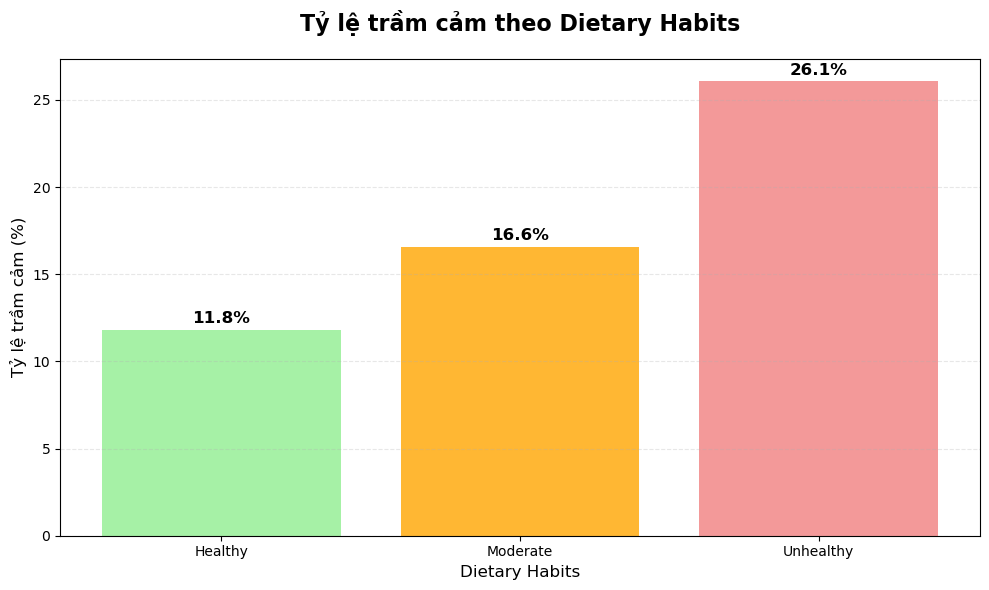 Tỷ lệ trầm cảm theo Dietary Habits
Tỷ lệ trầm cảm (%)
25
20
15
10
5
0
11.8%
16.6%
26.1%
Healthy
Moderate
Unhealthy
Dietary Habits